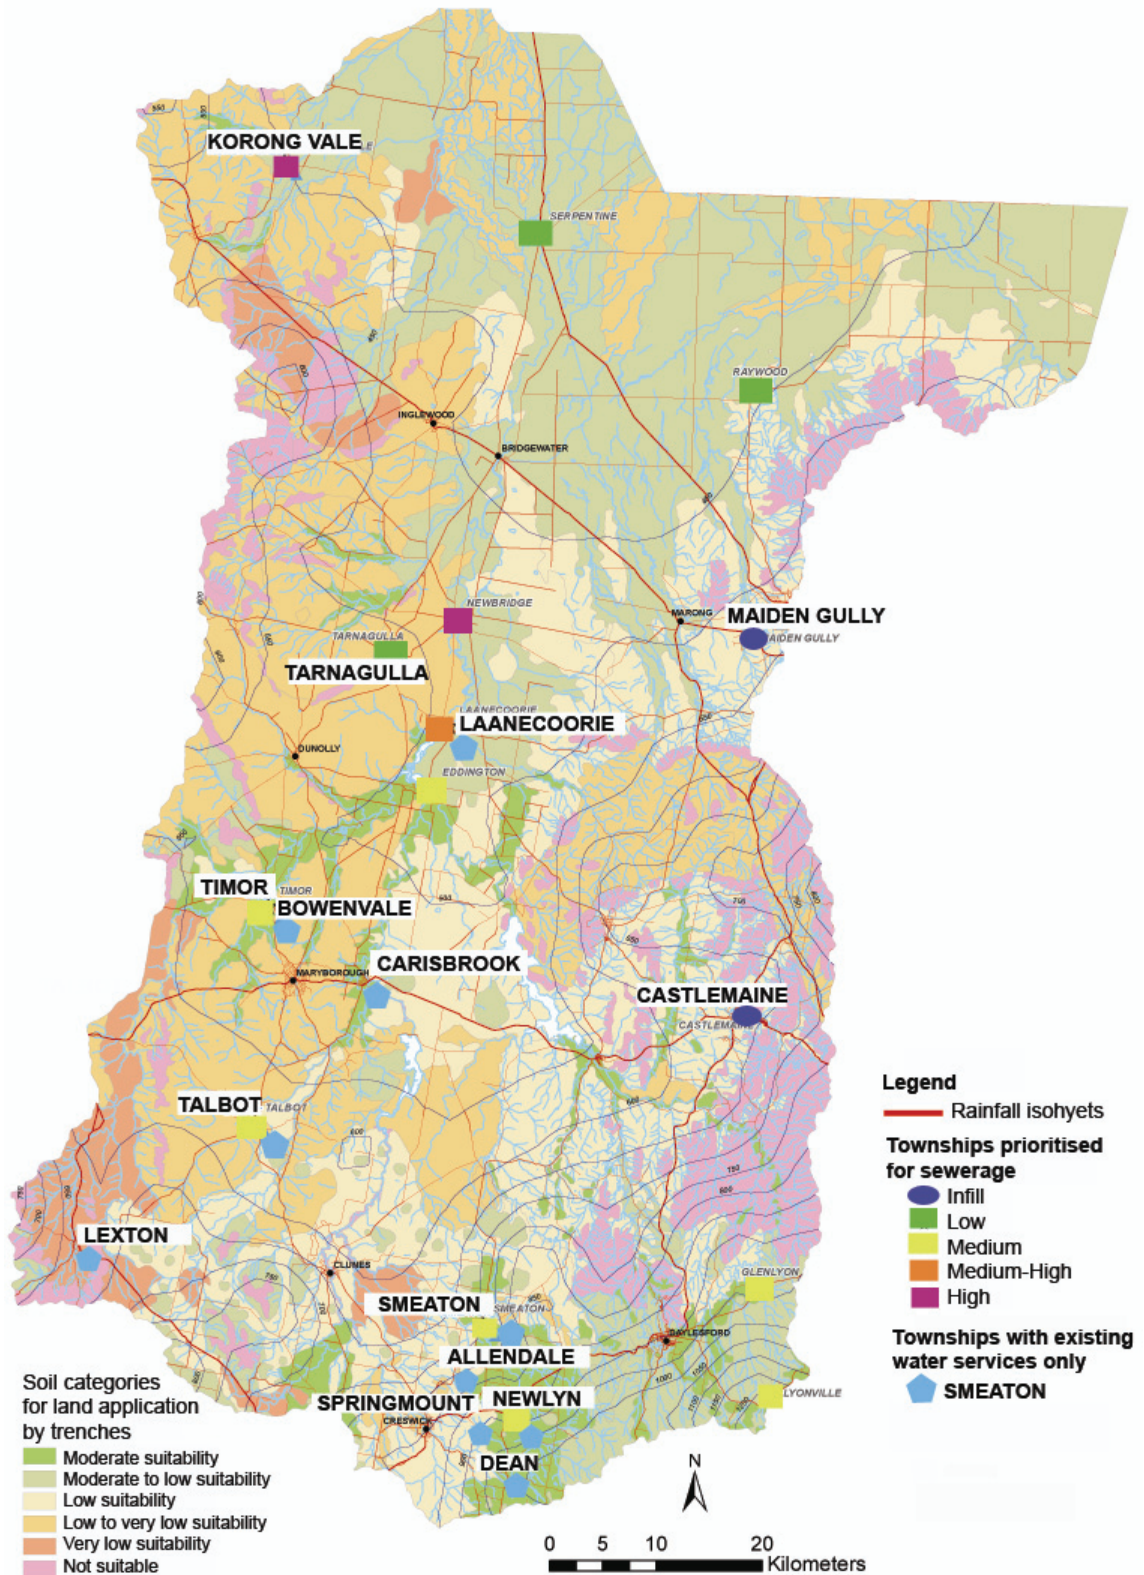 KORONG VALE
SERPENTINE
RAYWOOD
INGLEWOOD
BRIDGEWATER
NEWBRIDGE
MARONG
MAIDEN GULLY
AIDEN GULLY
TARNAGULLA
TARNAGULLA
LAANECOORIE
LAANECOORIE
DUNOLLY
EDDINGTON
TIMOR
TIMOR
BOWENVALE
CARISBROOK
MARYBOROUGH
CASTLEMAINE
CASTLEMAINE
TALBOT
TALBOT
LEXTON
CLUNES
GLENLYON
SMEATON
SMEATON
DAYLESFORD
ALLENDALE
LYONVILLE
SPRINGMOUNT
NEWLYN
CRESWICK
DEAN
Legend
Rainfall isohyets
Townships prioritised
for sewerage
Infill
Low
Medium
Medium-High
High
Townships with existing
water services only
SMEATON
Soil categories
for land application
by trenches
Moderate suitability
Moderate to low suitability
Low suitability
Low to very low suitability
Very low suitability
Not suitable
N
0 5 10 20
Kilometers